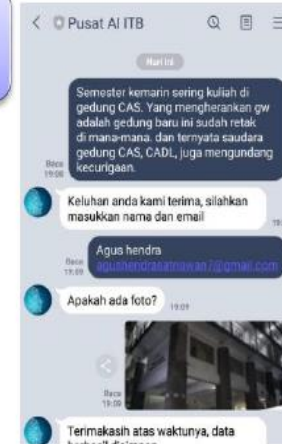 Pusat AI ITB
Hari ini
Semester kemarin sering kuliah di
gedung CAS. Yang mengherankan gw
adalah gedung baru ini sudah retak
di mana-mana. dan ternyata saudara
gedung CAS, CADL, juga mengundang
kecurigaan.
Baca
19:08
Keluhan anda kami terima, silahkan
masukkan nama dan email
Agus hendra
Baca
19:09
Apakah ada foto?
19:09
Baca
19:09
Terimakasih atas waktunya, data